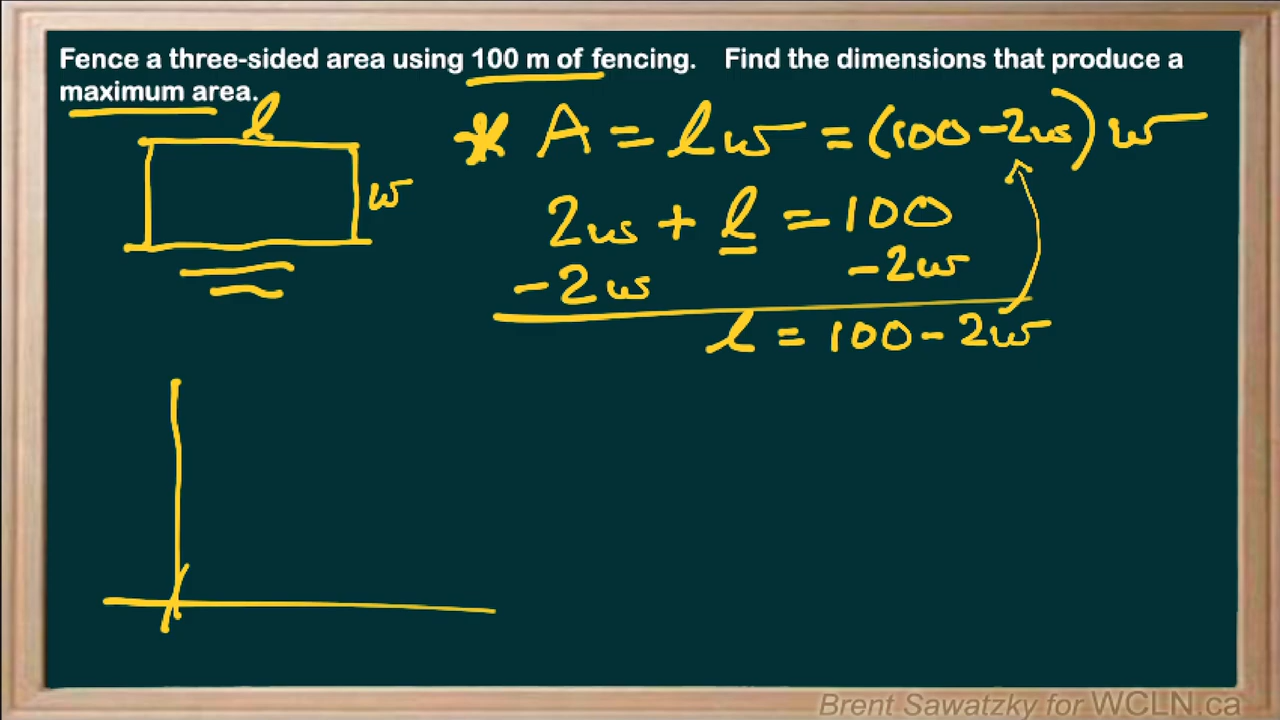 Fence a three-sided area using 100 m of fencing. Find the dimensions that produce a
maximum area.
l
w
* A = lw = (100 - 2w) w
2w + l = 100
-2w -2w
l = 100 - 2w
Brent Sawatzky for WCLN.ca